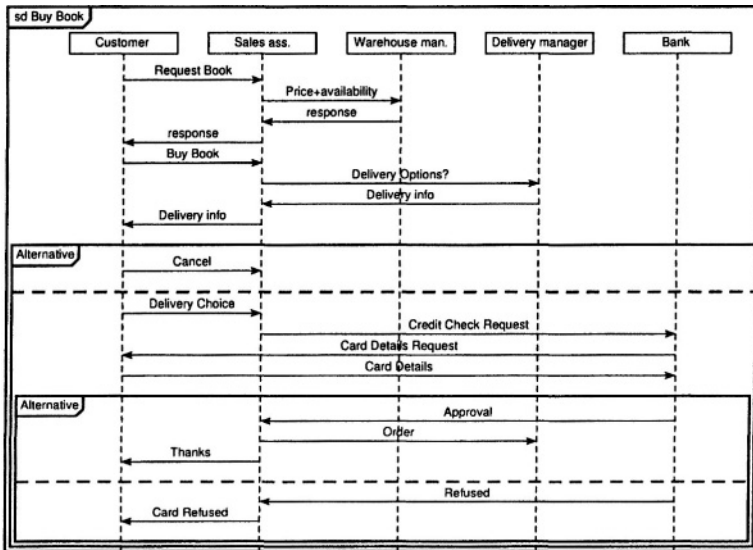 sd Buy Book
Customer
Sales ass.
Warehouse man.
Delivery manager
Bank
Request Book
Price+availability
response
response
Buy Book
Delivery Options?
Delivery info
Delivery info
Alternative
Cancel
Delivery Choice
Credit Check Request
Card Details Request
Card Details
Alternative
Approval
Order
Thanks
Refused
Card Refused